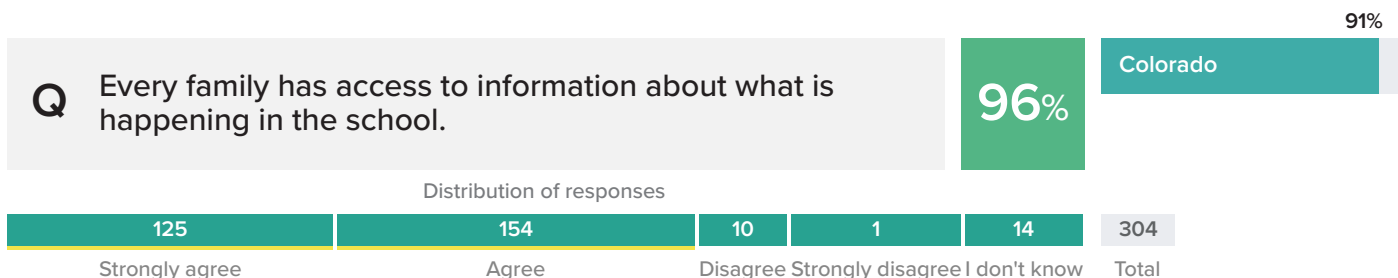 91%
Q Every family has access to information about what is
happening in the school.
96%
Colorado
Distribution of responses
125 154 10 1 14 304
Strongly agree Agree Disagree Strongly disagree I don't know Total